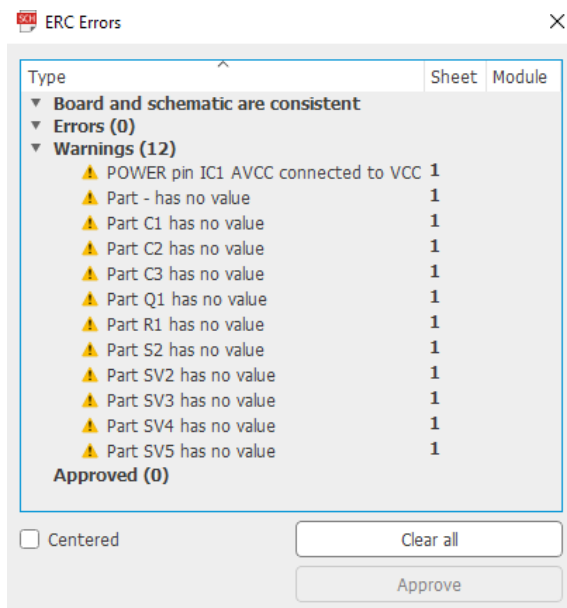 SCH ERC Errors
Type Sheet Module
Board and schematic are consistent
Errors (0)
Warnings (12)
POWER pin IC1 AVCC connected to VCC 1
Part - has no value 1
Part C1 has no value 1
Part C2 has no value 1
Part C3 has no value 1
Part Q1 has no value 1
Part R1 has no value 1
Part S2 has no value 1
Part SV2 has no value 1
Part SV3 has no value 1
Part SV4 has no value 1
Part SV5 has no value 1
Approved (0)
Centered Clear all
Approve